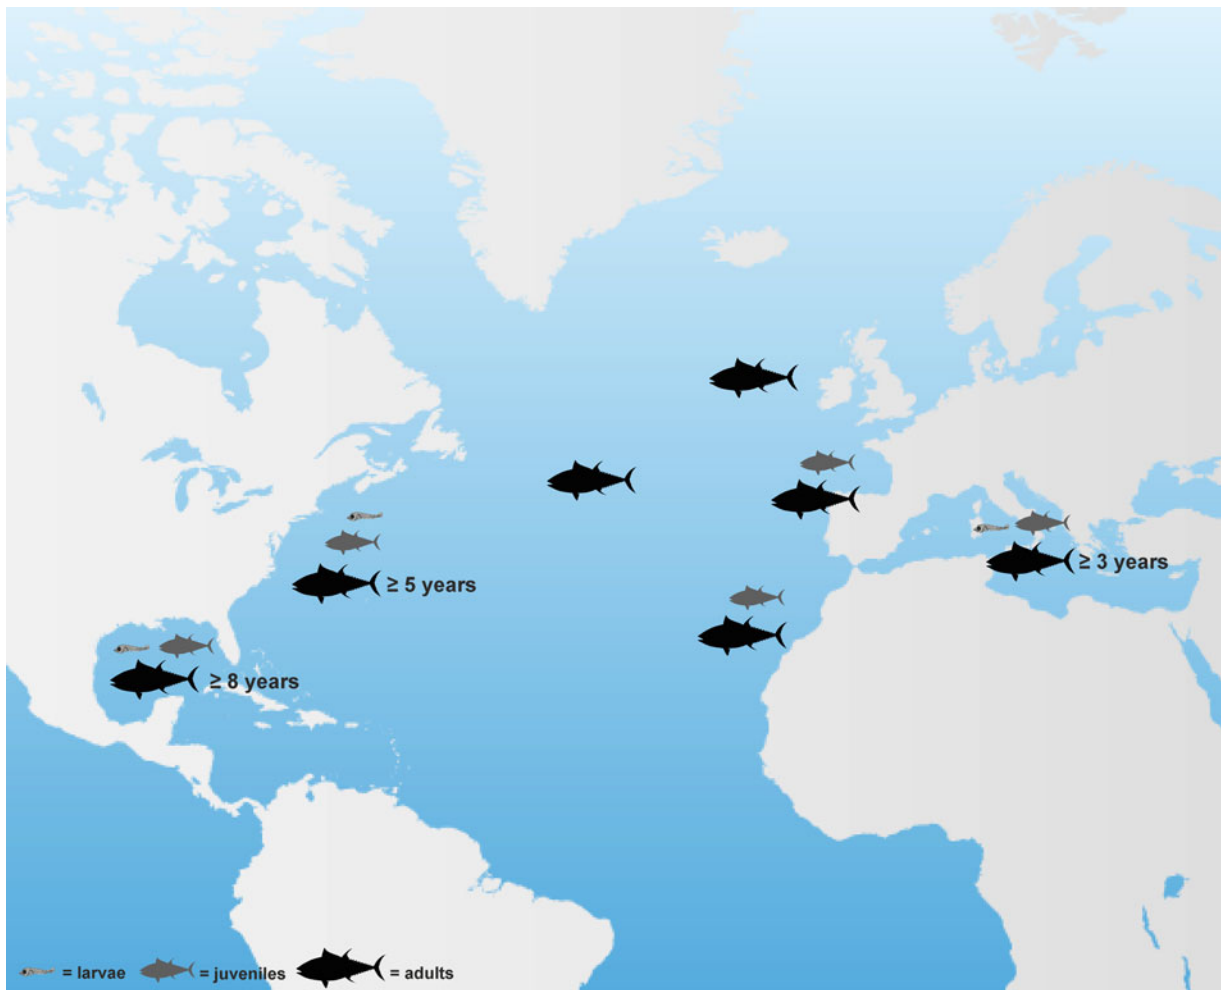 ≥ 5 years
≥ 3 years
≥ 8 years
= larvae = juveniles = adults